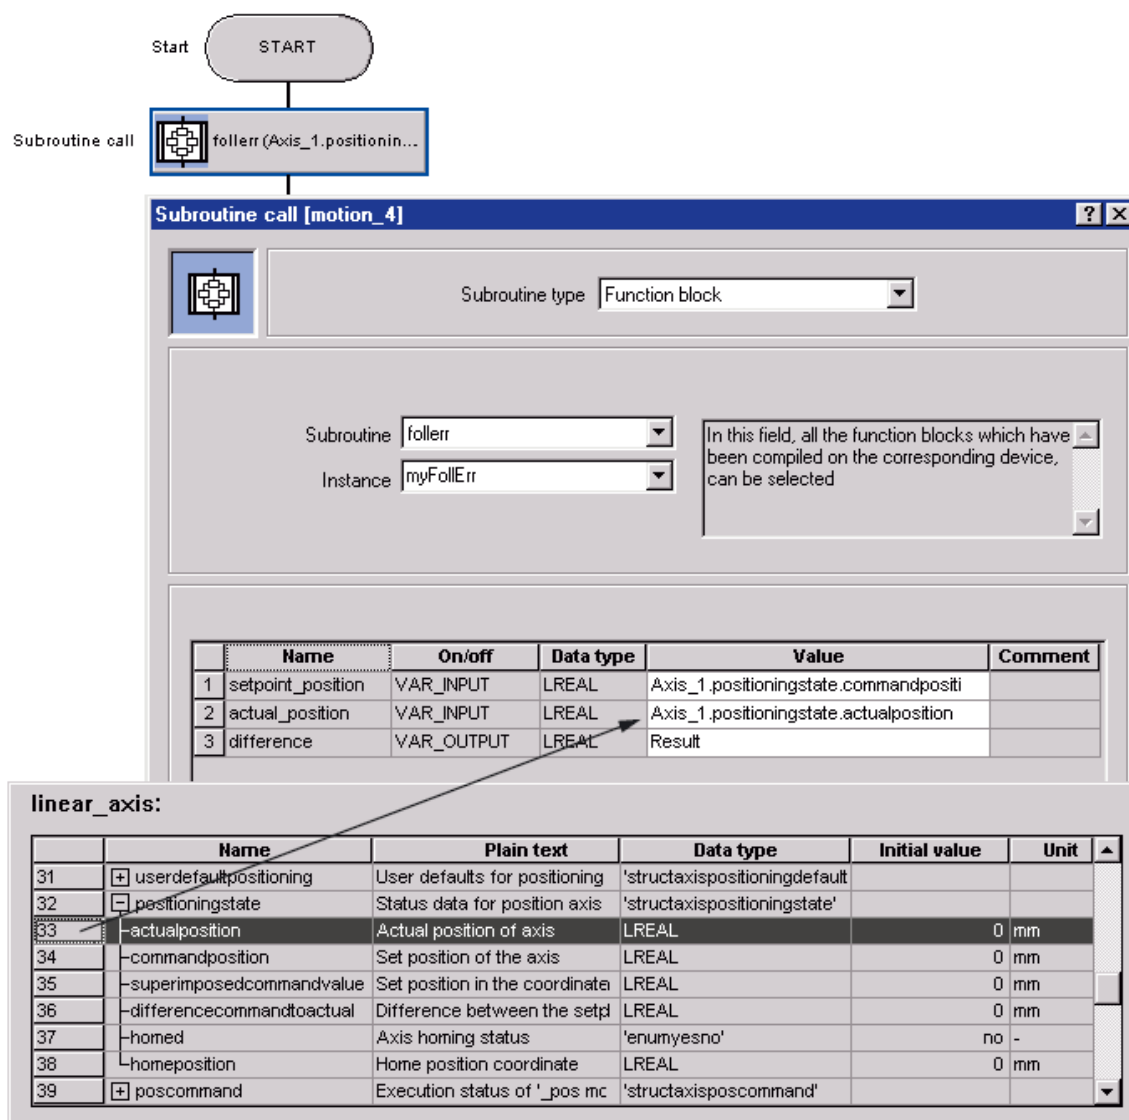 Start START
Subroutine call follerr (Axis_1.positionin...
Subroutine call [motion_4] ? X
Subroutine type Function block
Subroutine follerr
Instance myFollErr
In this field, all the function blocks which have
been compiled on the corresponding device,
can be selected
Name On/off Data type Value Comment
1 setpoint_position VAR_INPUT LREAL Axis_1.positioningstate.commandpositi
2 actual_position VAR_INPUT LREAL Axis_1.positioningstate.actualposition
3 difference VAR_OUTPUT LREAL Result
linear_axis:
Name Plain text Data type Initial value Unit
31 userdefaultpositioning User defaults for positioning 'structaxispositioningdefault
32 positioningstate Status data for position axis 'structaxispositioningstate'
33 actualposition Actual position of axis LREAL 0 mm
34 commandposition Set position of the axis LREAL 0 mm
35 superimposedcommandvalue Set position in the coordinate LREAL 0 mm
36 differencecommandtoactual Difference between the setp LREAL 0 mm
37 homed Axis homing status 'enumyesno' no -
38 homeposition Home position coordinate LREAL 0 mm
39 poscommand Execution status of '_pos mc 'structaxisposcommand'